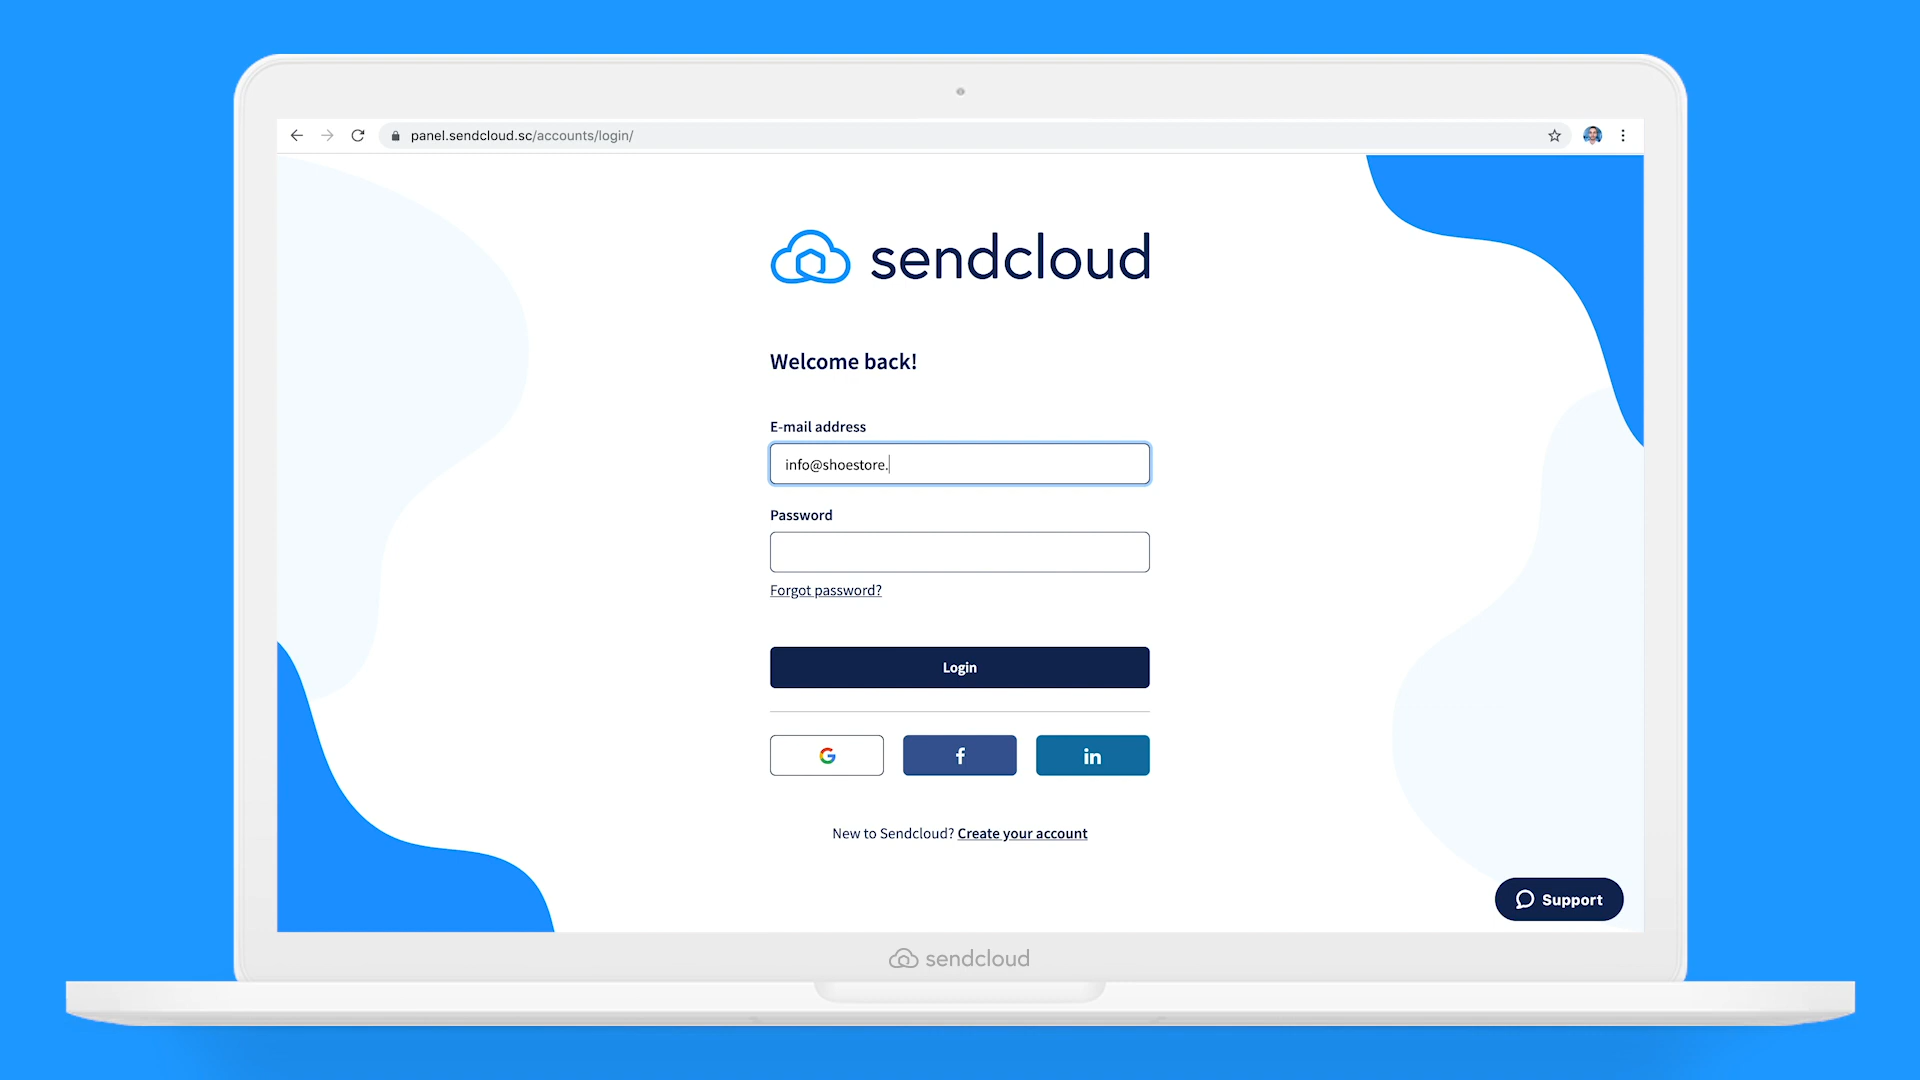 panel.sendcloud.sc/accounts/login/
sendcloud
Welcome back!
E-mail address
info@shoestore.
Password
Forgot password?
Login
G
f
in
New to Sendcloud? Create your account
Support
sendcloud